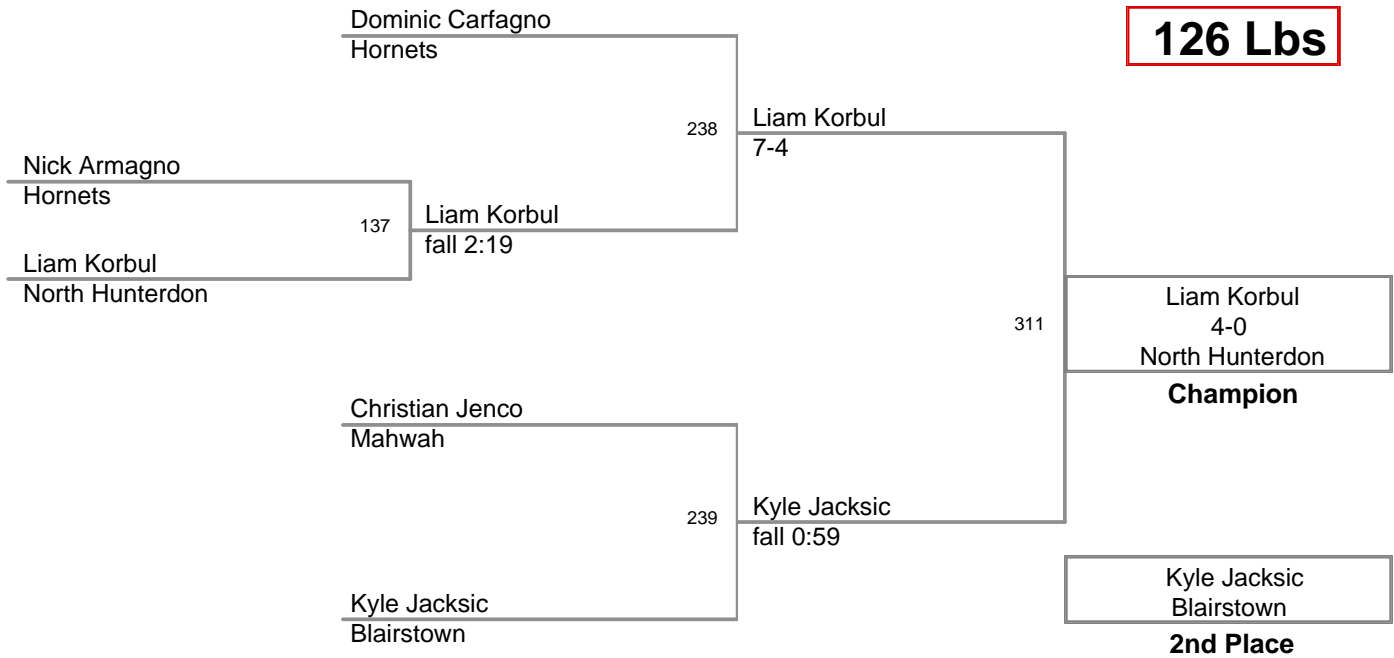 126 Lbs
Dominic Carfagno
Hornets
238
Liam Korbul
7-4
Nick Armagno
Hornets
137
Liam Korbul
fall 2:19
Liam Korbul
North Hunterdon
311
Liam Korbul
4-0
North Hunterdon
Champion
Christian Jenco
Mahwah
239
Kyle Jacksic
fall 0:59
Kyle Jacksic
Blairstown
Kyle Jacksic
Blairstown
2nd Place